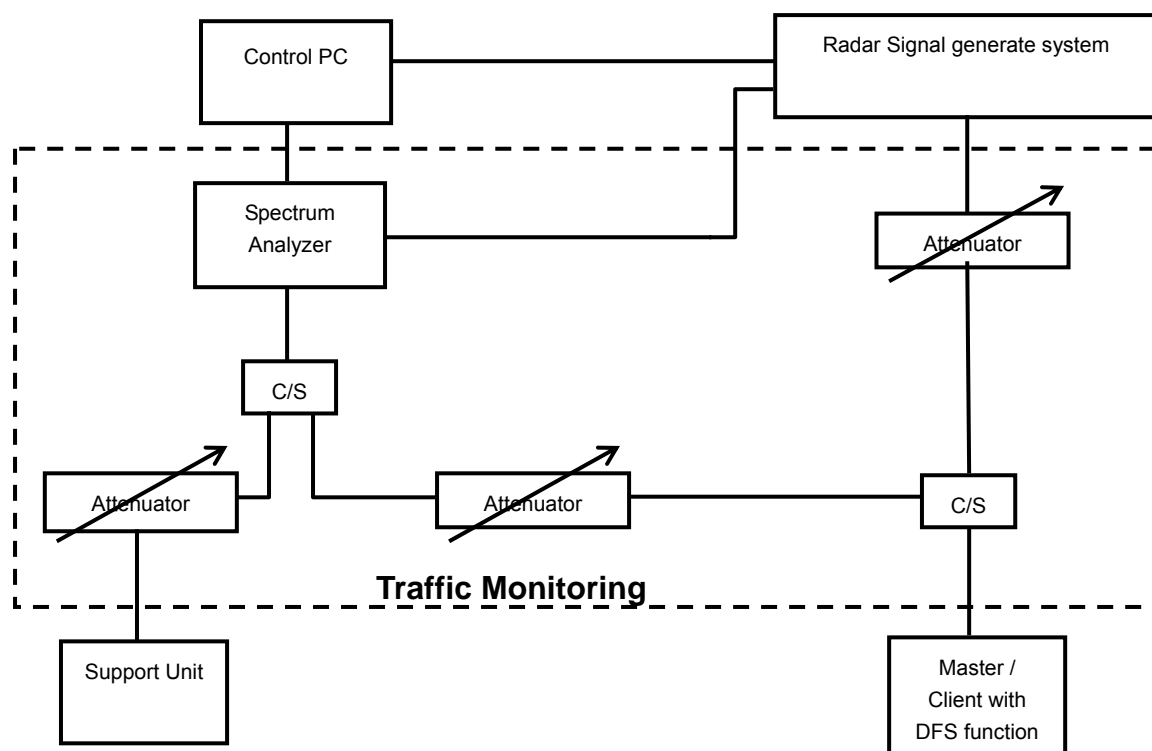 Control PC
Radar Signal generate system
Spectrum
Analyzer
Attenuator
C/S
Attenuator
Attenuator
C/S
Traffic Monitoring
Support Unit
Master /
Client with
DFS function